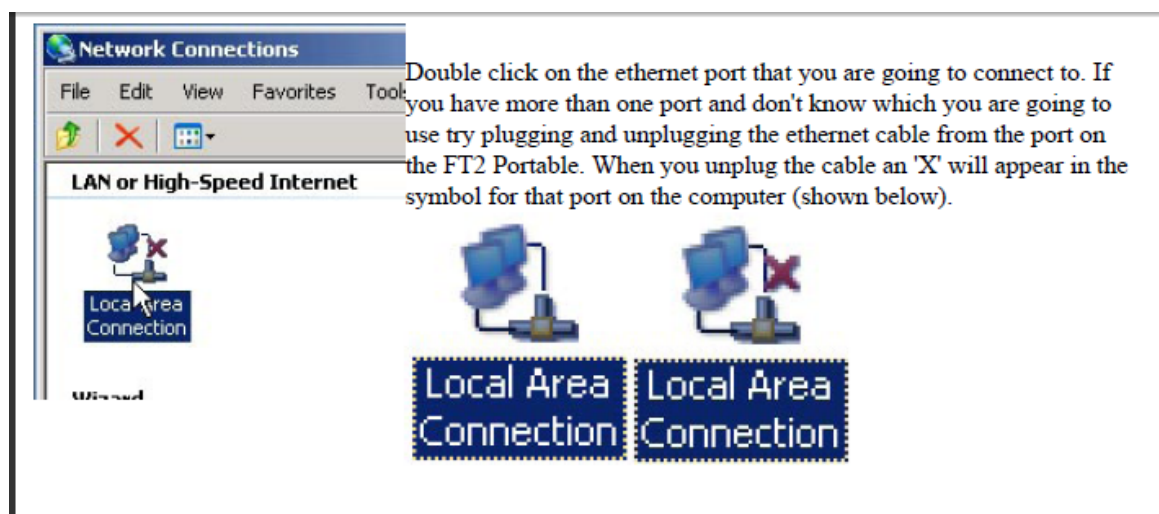 Network Connections
File Edit View Favorites
LAN or High-Speed Internet
Local Area
Connection
Double click on the ethernet port that you are going to connect to. If
you have more than one port and don't know which you are going to
use try plugging and unplugging the ethernet cable from the port on
the FT2 Portable. When you unplug the cable an 'X' will appear in the
symbol for that port on the computer (shown below).
Local Area
Connection
Local Area
Connection